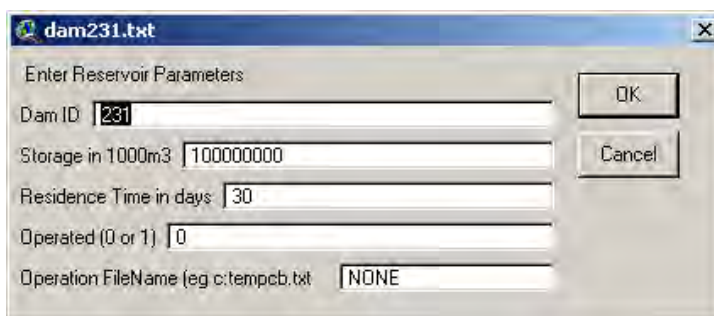 dam231.txt
Enter Reservoir Parameters
OK
Dam ID 231
Storage in 1000m3 100000000
Cancel
Residence Time in days 30
Operated (0 or 1) 0
Operation FileName (eg c:tempcb.txt NONE